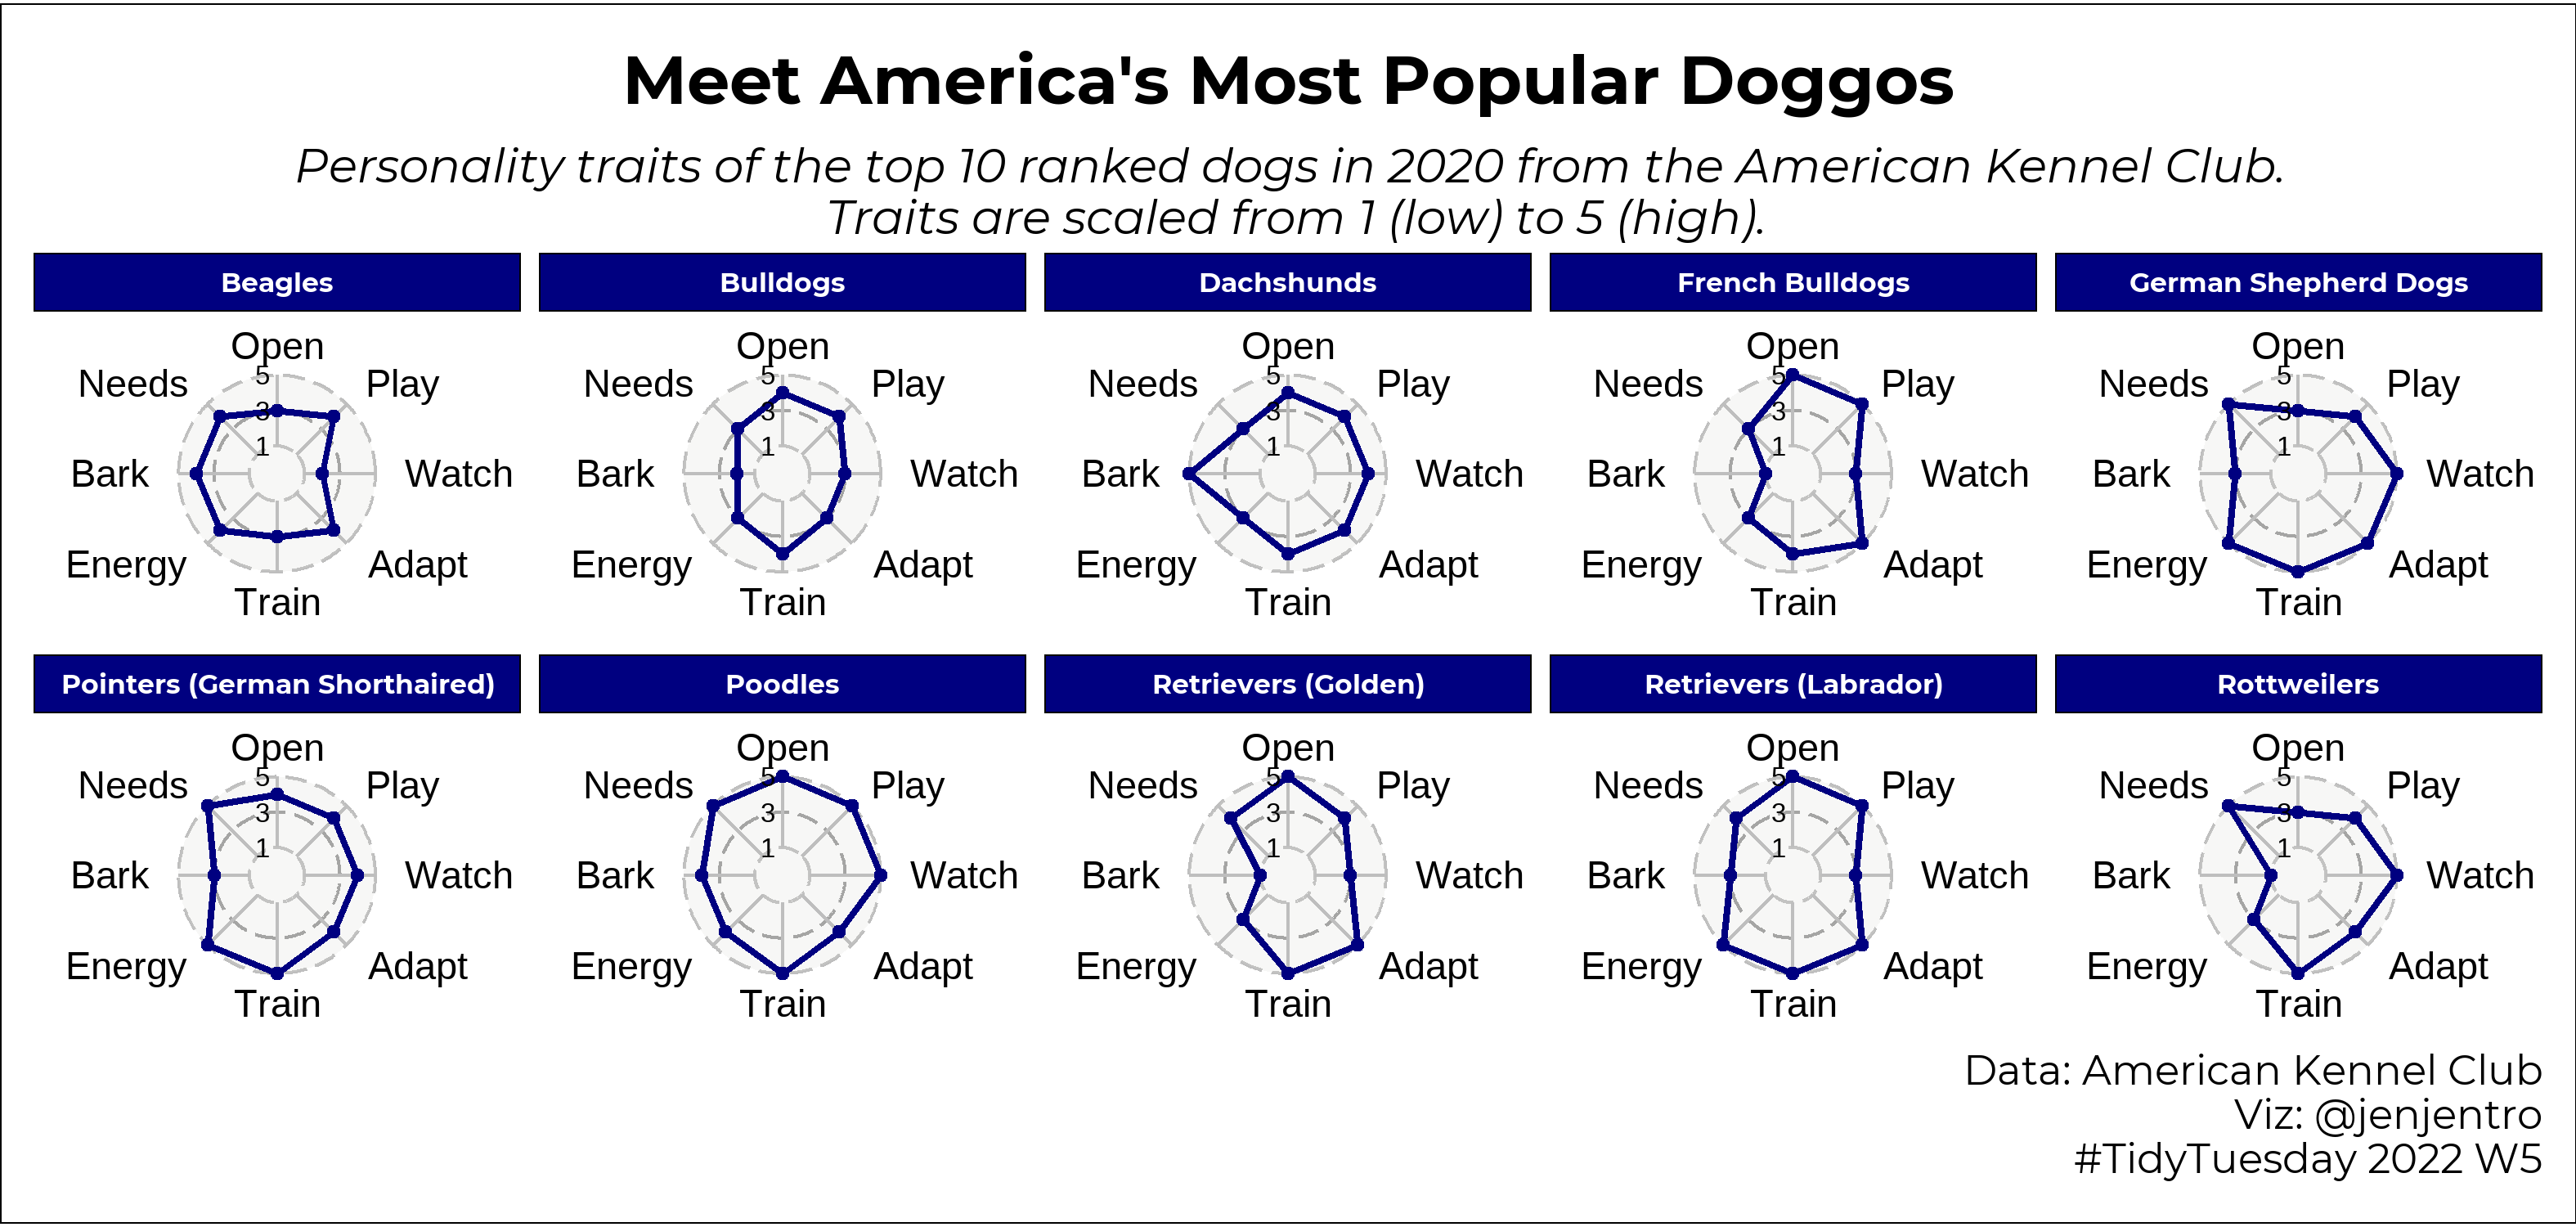 Meet America's Most Popular Doggos
Personality traits of the top 10 ranked dogs in 2020 from the American Kennel Club.
Traits are scaled from 1 (low) to 5 (high).
Beagles
Open
Needs 5 Play
3
1
Bark Watch
Energy Adapt
Train
Bulldogs
Open
Needs 5 Play
3
1
Bark Watch
Energy Adapt
Train
Dachshunds
Open
Needs 5 Play
3
1
Bark Watch
Energy Adapt
Train
French Bulldogs
Open
Needs 5 Play
3
1
Bark Watch
Energy Adapt
Train
German Shepherd Dogs
Open
Needs 5 Play
3
1
Bark Watch
Energy Adapt
Train
Pointers (German Shorthaired)
Open
Needs 5 Play
3
1
Bark Watch
Energy Adapt
Train
Poodles
Open
Needs 5 Play
3
1
Bark Watch
Energy Adapt
Train
Retrievers (Golden)
Open
Needs 5 Play
3
1
Bark Watch
Energy Adapt
Train
Retrievers (Labrador)
Open
Needs 5 Play
3
1
Bark Watch
Energy Adapt
Train
Rottweilers
Open
Needs 5 Play
3
1
Bark Watch
Energy Adapt
Train
Data: American Kennel Club
Viz: @jenjentro
#TidyTuesday 2022 W5